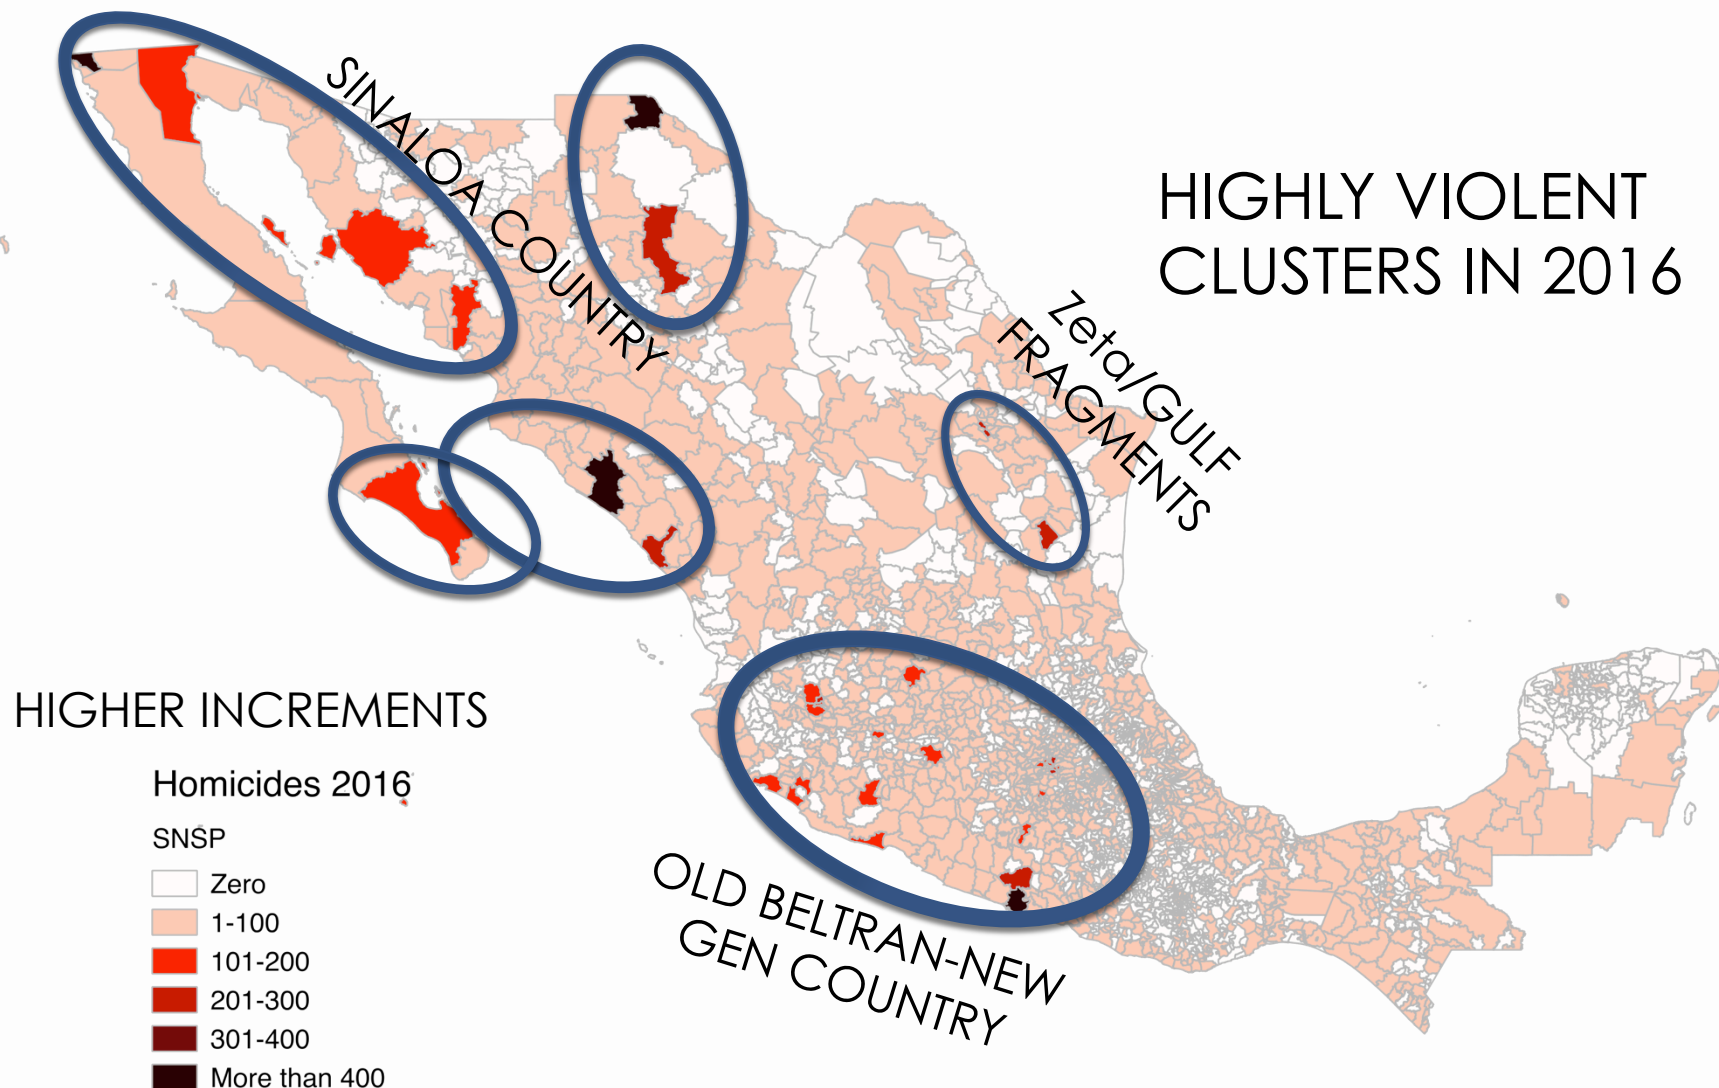 SINALOA COUNTRY
HIGHLY VIOLENT
CLUSTERS IN 2016
Zeta/GULF
FRAGMENTS
HIGHER INCREMENTS
Homicides 2016
SNSP
Zero
1-100
101-200
201-300
301-400
More than 400
OLD BELTRAN-NEW
GEN COUNTRY